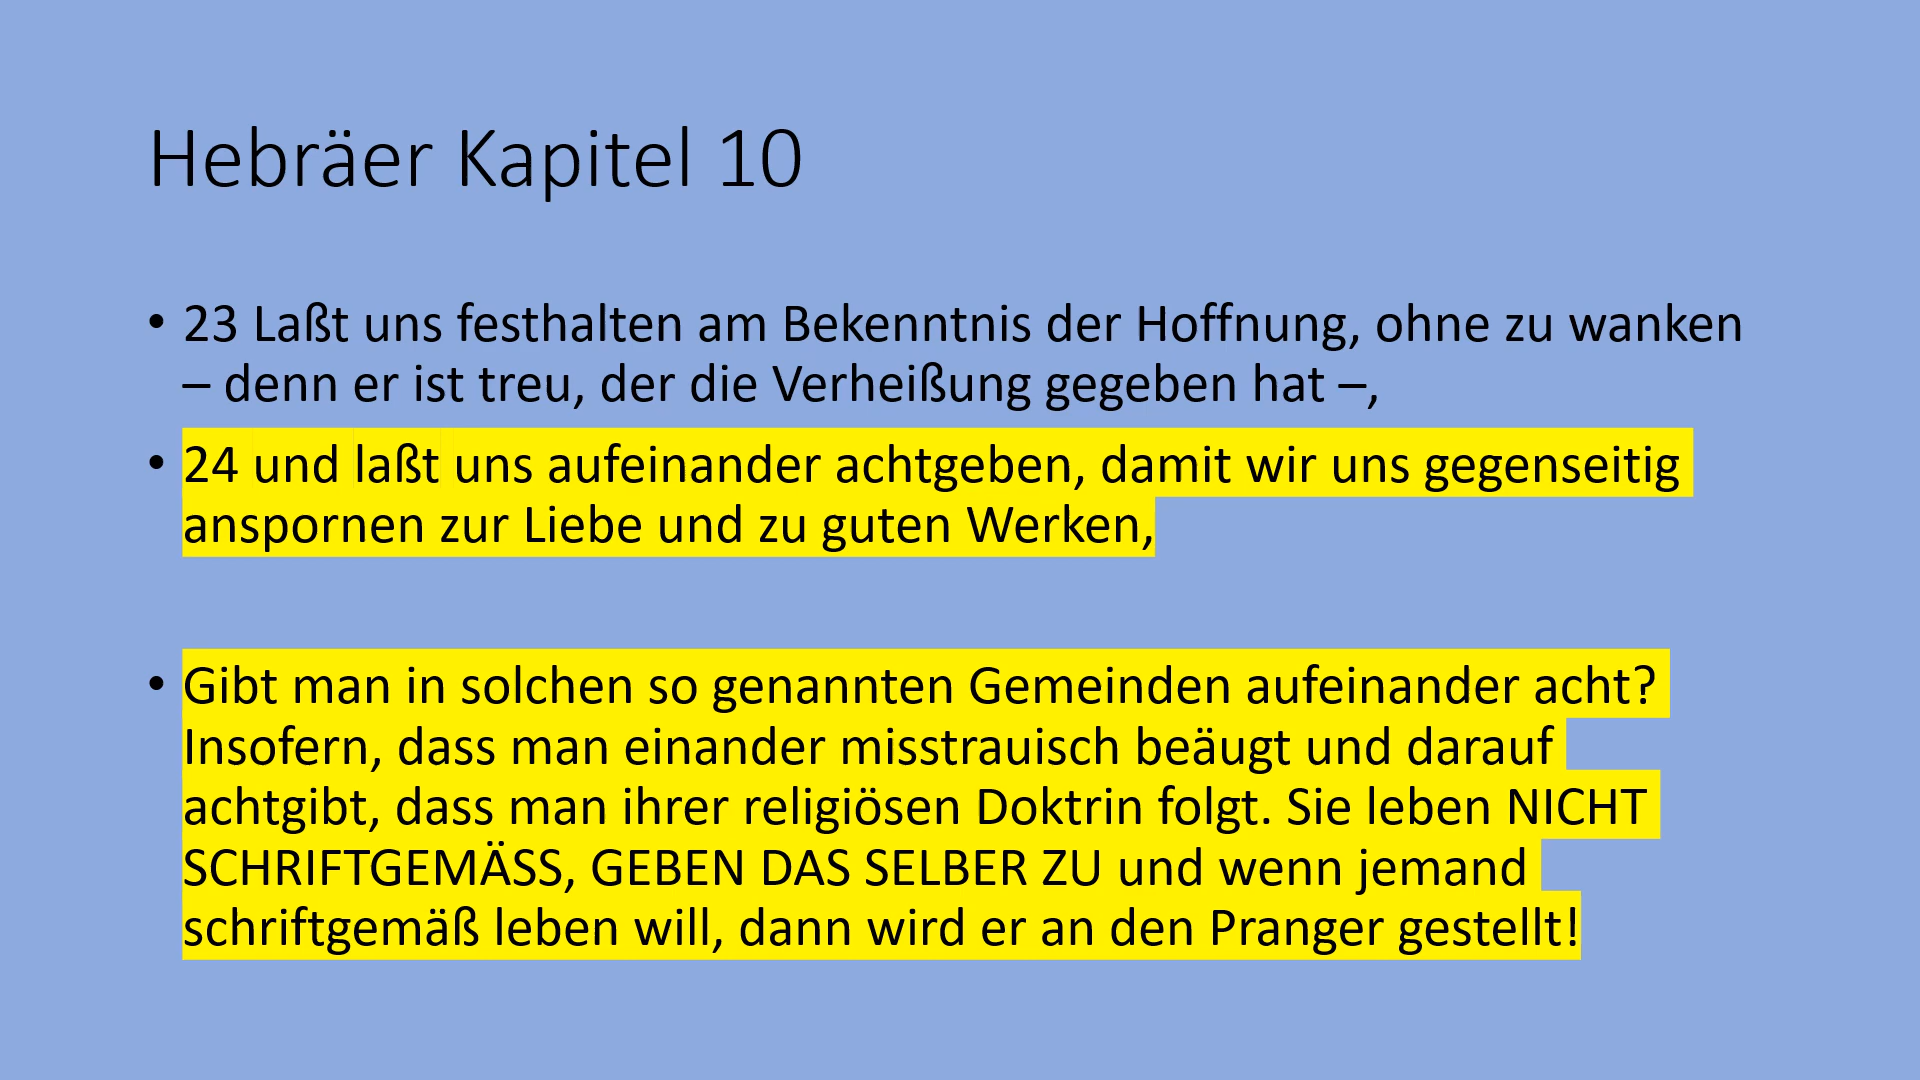 Hebräer Kapitel 10
• 23 Laßt uns festhalten am Bekenntnis der Hoffnung, ohne zu wanken
– denn er ist treu, der die Verheißung gegeben hat –,
• 24 und laßt uns aufeinander achtgeben, damit wir uns gegenseitig
anspornen zur Liebe und zu guten Werken,
• Gibt man in solchen so genannten Gemeinden aufeinander acht?
Insofern, dass man einander misstrauisch beäugt und darauf
achtgibt, dass man ihrer religiösen Doktrin folgt. Sie leben NICHT
SCHRIFTGEMÄSS, GEBEN DAS SELBER ZU und wenn jemand
schriftgemäß leben will, dann wird er an den Pranger gestellt!